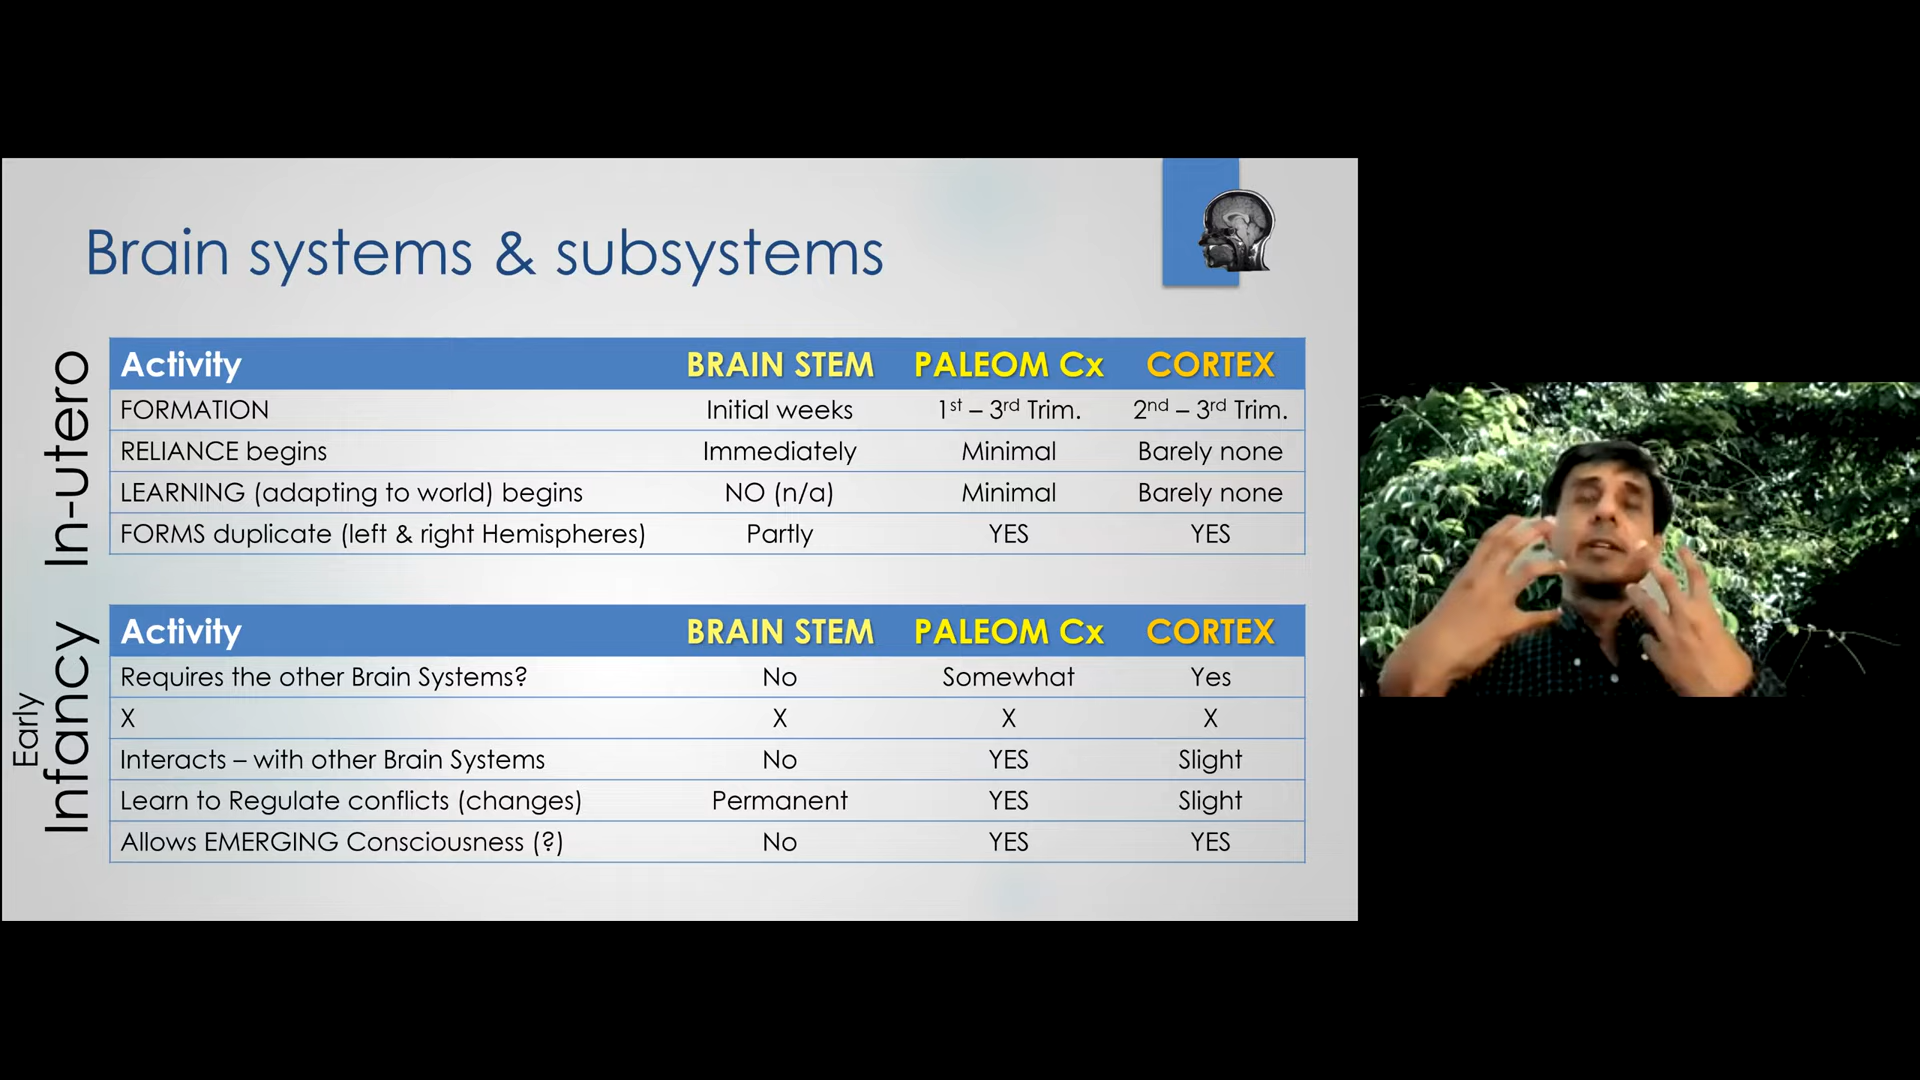 Brain systems & subsystems
In-utero
Activity BRAIN STEM PALEOM Cx CORTEX
FORMATION Initial weeks 1st – 3rd Trim. 2nd – 3rd Trim.
RELIANCE begins Immediately Minimal Barely none
LEARNING (adapting to world) begins NO (n/a) Minimal Barely none
FORMS duplicate (left & right Hemispheres) Partly YES YES
Early
Infancy
Activity BRAIN STEM PALEOM Cx CORTEX
Requires the other Brain Systems? No Somewhat Yes
X X X X
Interacts – with other Brain Systems No YES Slight
Learn to Regulate conflicts (changes) Permanent YES Slight
Allows EMERGING Consciousness (?) No YES YES